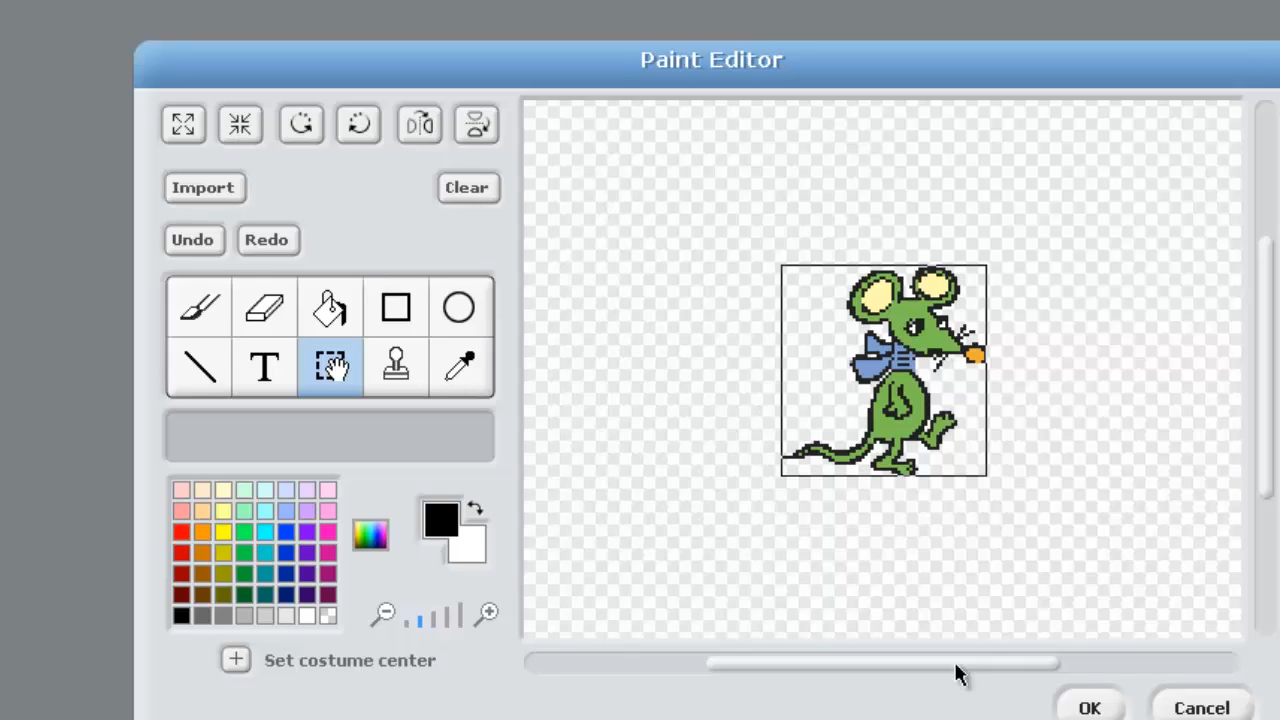 Paint Editor
Import
Clear
Undo
Redo
T
Set costume center
OK
Cancel